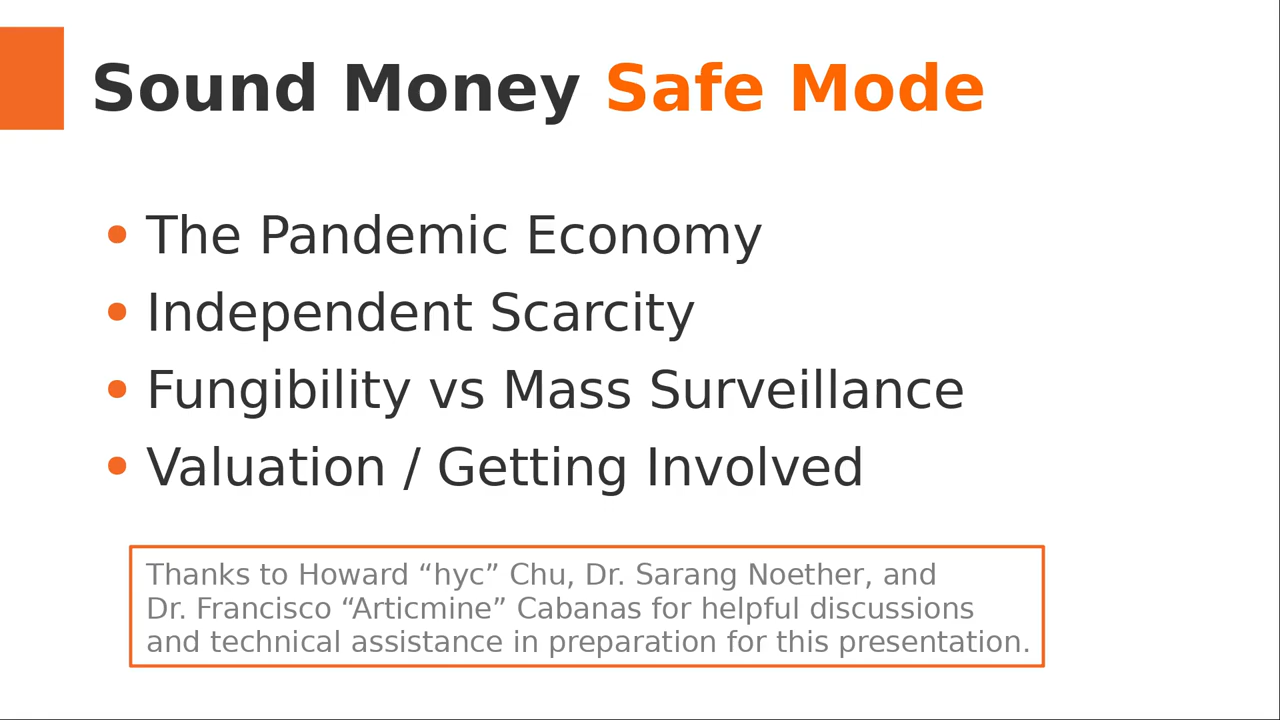 Sound Money Safe Mode
• The Pandemic Economy
• Independent Scarcity
• Fungibility vs Mass Surveillance
• Valuation / Getting Involved
Thanks to Howard “hyc” Chu, Dr. Sarang Noether, and
Dr. Francisco “Articmine” Cabanas for helpful discussions
and technical assistance in preparation for this presentation.